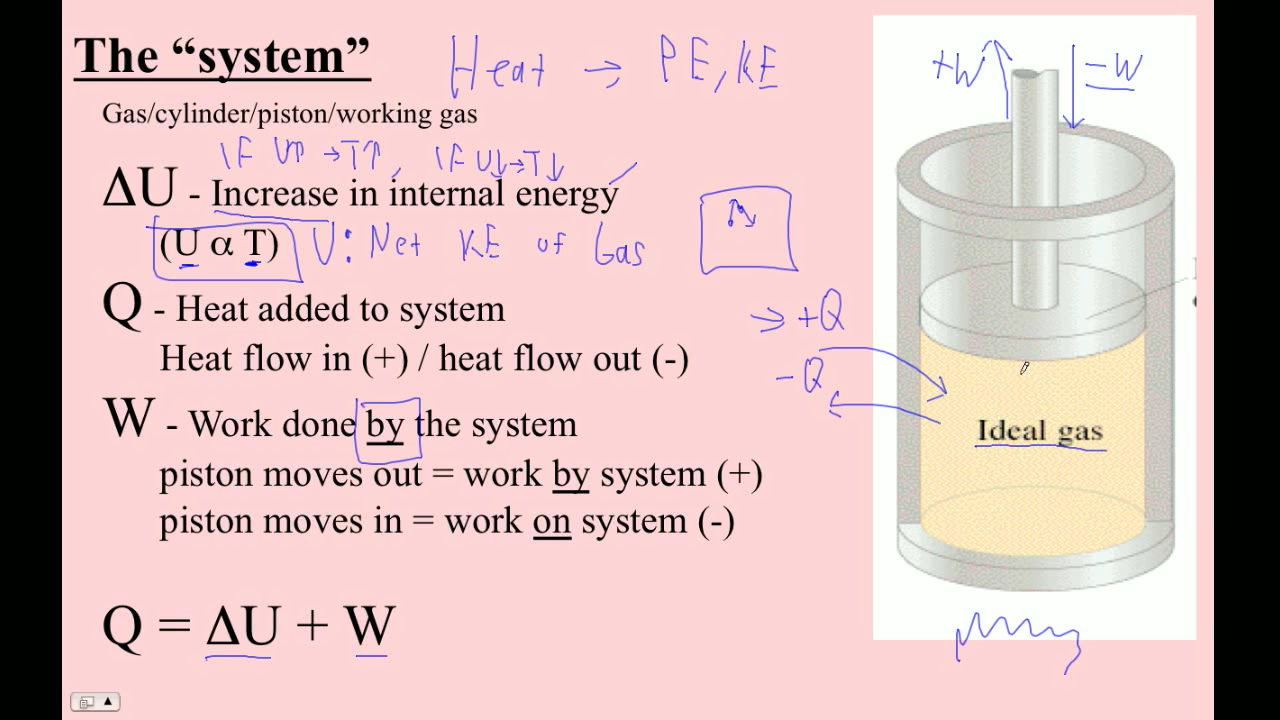 The “system”
Heat → PE, KE
Gas/cylinder/piston/working gas
IF U↑ → T↑, IF U↓ → T↓
ΔU - Increase in internal energy
(U α T) U: Net KE of Gas
Q - Heat added to system
Heat flow in (+) / heat flow out (-)
W - Work done by the system
piston moves out = work by system (+)
piston moves in = work on system (-)
Q = ΔU + W
+W
-W
→ +Q
-Q
Ideal gas